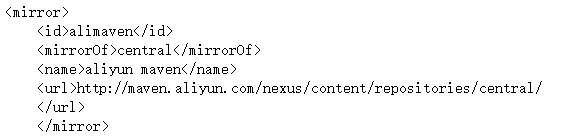 <mirror>
<id>alimaven</id>
<mirrorOf>central</mirrorOf>
<name>aliyun maven</name>
<url>http://maven.aliyun.com/nexus/content/repositories/central/
</url>
</mirror>